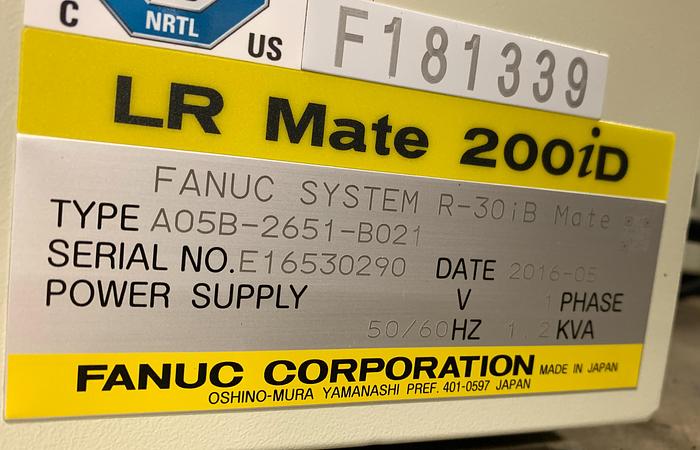 C NRTL US
F181339
LR Mate 200iD
FANUC SYSTEM R-30iB Mate
TYPE A05B-2651-B021
SERIAL NO. E16530290 DATE 2016-05
POWER SUPPLY V 1 PHASE
50/60HZ 1.2 KVA
FANUC CORPORATION MADE IN JAPAN
OSHINO-MURA YAMANASHI PREF. 401-0597 JAPAN